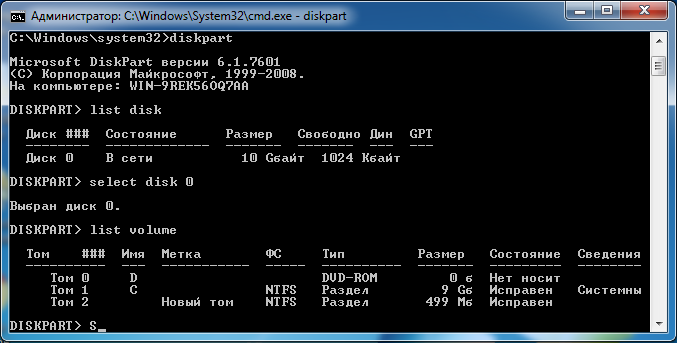 Администратор: C:\Windows\System32\cmd.exe - diskpart
C:\Windows\system32>diskpart
Microsoft DiskPart версии 6.1.7601
(C) Корпорация Майкрософт, 1999-2008.
На компьютере: WIN-9REK56OQ7AA
DISKPART> list disk
Диск ### Состояние Размер Свободно Дин GPT
-------- ------------- ------- ------- --- ---
Диск 0 В сети 10 Gбайт 1024 Kбайт
DISKPART> select disk 0
Выбран диск 0.
DISKPART> list volume
Том ### Имя Метка ФС Тип Размер Состояние Сведения
---------- --- ----------- ----- ---------- ------- --------- --------
Том 0 D DVD-ROM 0 б Нет носит
Том 1 C NTFS Раздел 9 Gб Исправен Системны
Том 2 Новый том NTFS Раздел 499 Mб Исправен
DISKPART> S_